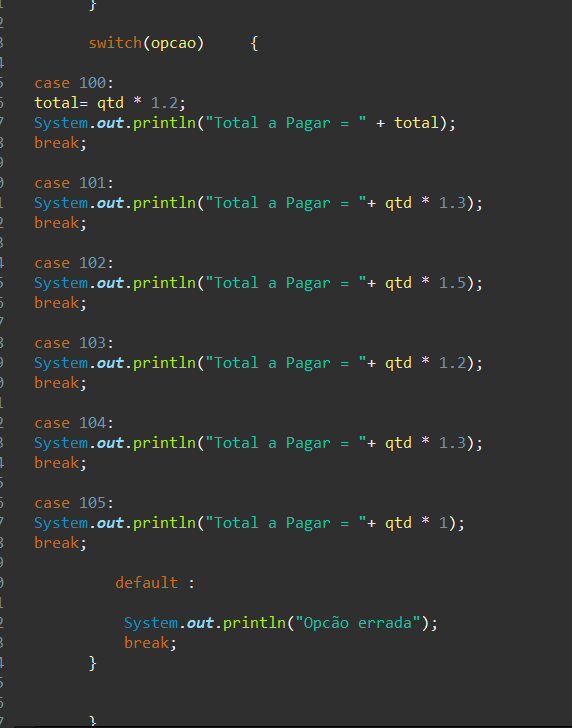 }
switch(opcao) {
case 100:
total= qtd * 1.2;
System.out.println("Total a Pagar = " + total);
break;
case 101:
System.out.println("Total a Pagar = "+ qtd * 1.3);
break;
case 102:
System.out.println("Total a Pagar = "+ qtd * 1.5);
break;
case 103:
System.out.println("Total a Pagar = "+ qtd * 1.2);
break;
case 104:
System.out.println("Total a Pagar = "+ qtd * 1.3);
break;
case 105:
System.out.println("Total a Pagar = "+ qtd * 1);
break;
default :
System.out.println("Opcão errada");
break;
}
}